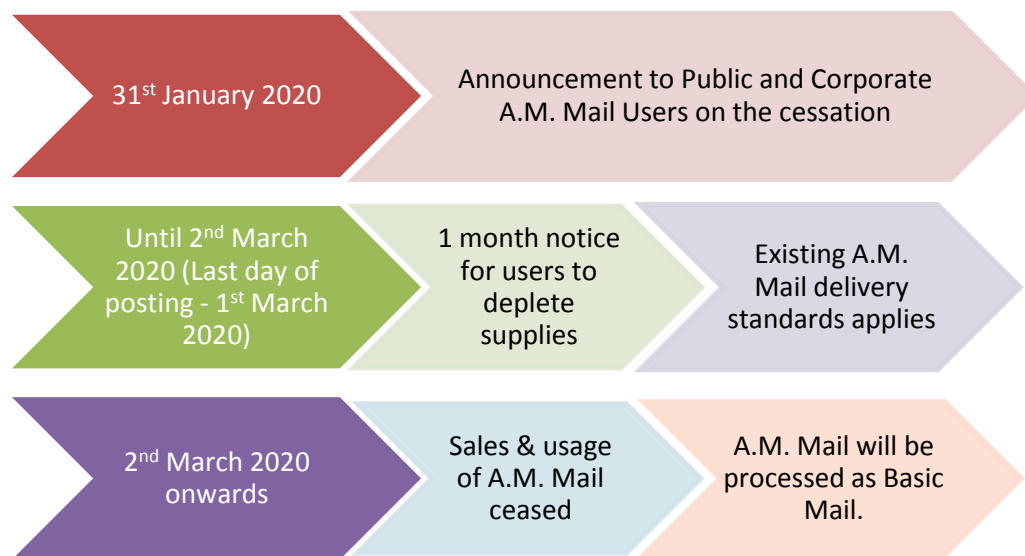 31st January 2020
Announcement to Public and Corporate
A.M. Mail Users on the cessation
Until 2nd March
2020 (Last day of
posting - 1st March
2020)
1 month notice
for users to
deplete
supplies
Existing A.M.
Mail delivery
standards applies
2nd March 2020
onwards
Sales & usage
of A.M. Mail
ceased
A.M. Mail will be
processed as Basic
Mail.